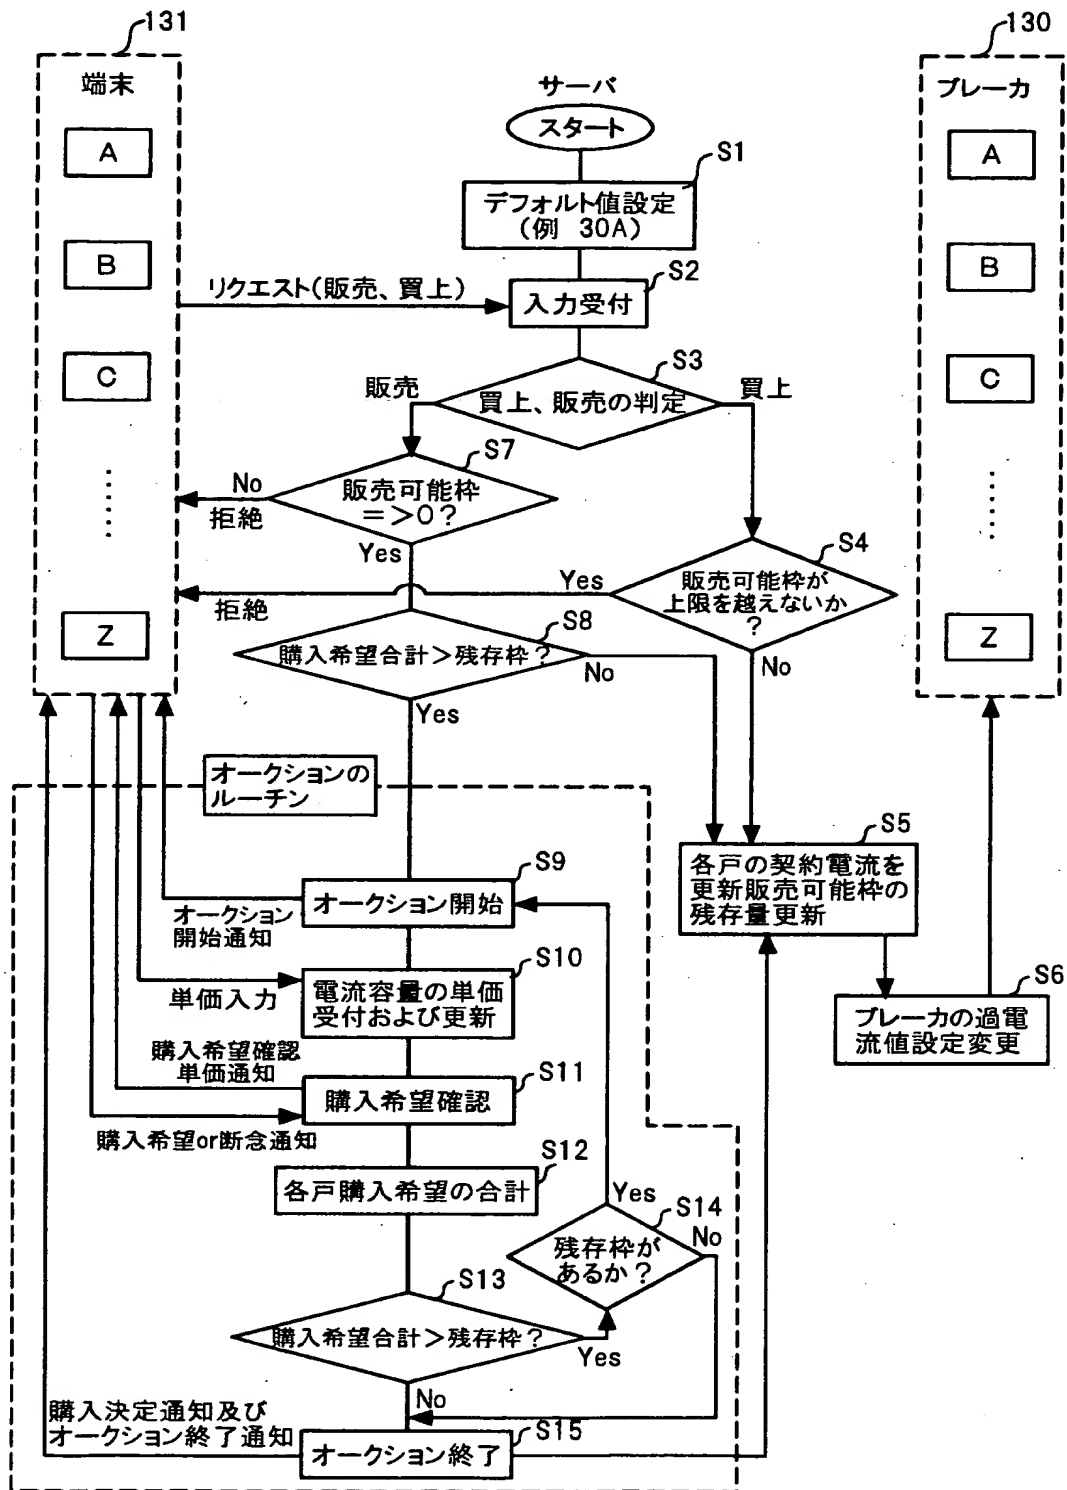 131
130
端末
サーバ
ブレーカ
スタート
A
A
S1
デフォルト値設定
(例 30A)
B
B
S2
リクエスト(販売、買上)
入力受付
C
C
S3
販売
買上、販売の判定
買上
S7
No
販売可能枠
=>0?
拒絶
Yes
S4
Yes
販売可能枠が
上限を越えないか
?
拒絶
Z
Z
S8
購入希望合計>残存枠?
No
No
Yes
オークションの
ルーチン
S5
各戸の契約電流を
更新販売可能枠の
残存量更新
S9
オークション開始
オークション
開始通知
S10
単価入力
電流容量の単価
受付および更新
S6
ブレーカの過電
流値設定変更
購入希望確認
単価通知
S11
購入希望確認
購入希望or断念通知
S12
各戸購入希望の合計
Yes
S14
No
残存枠が
あるか?
S13
購入希望合計>残存枠?
Yes
No
購入決定通知及び
オークション終了通知
S15
オークション終了